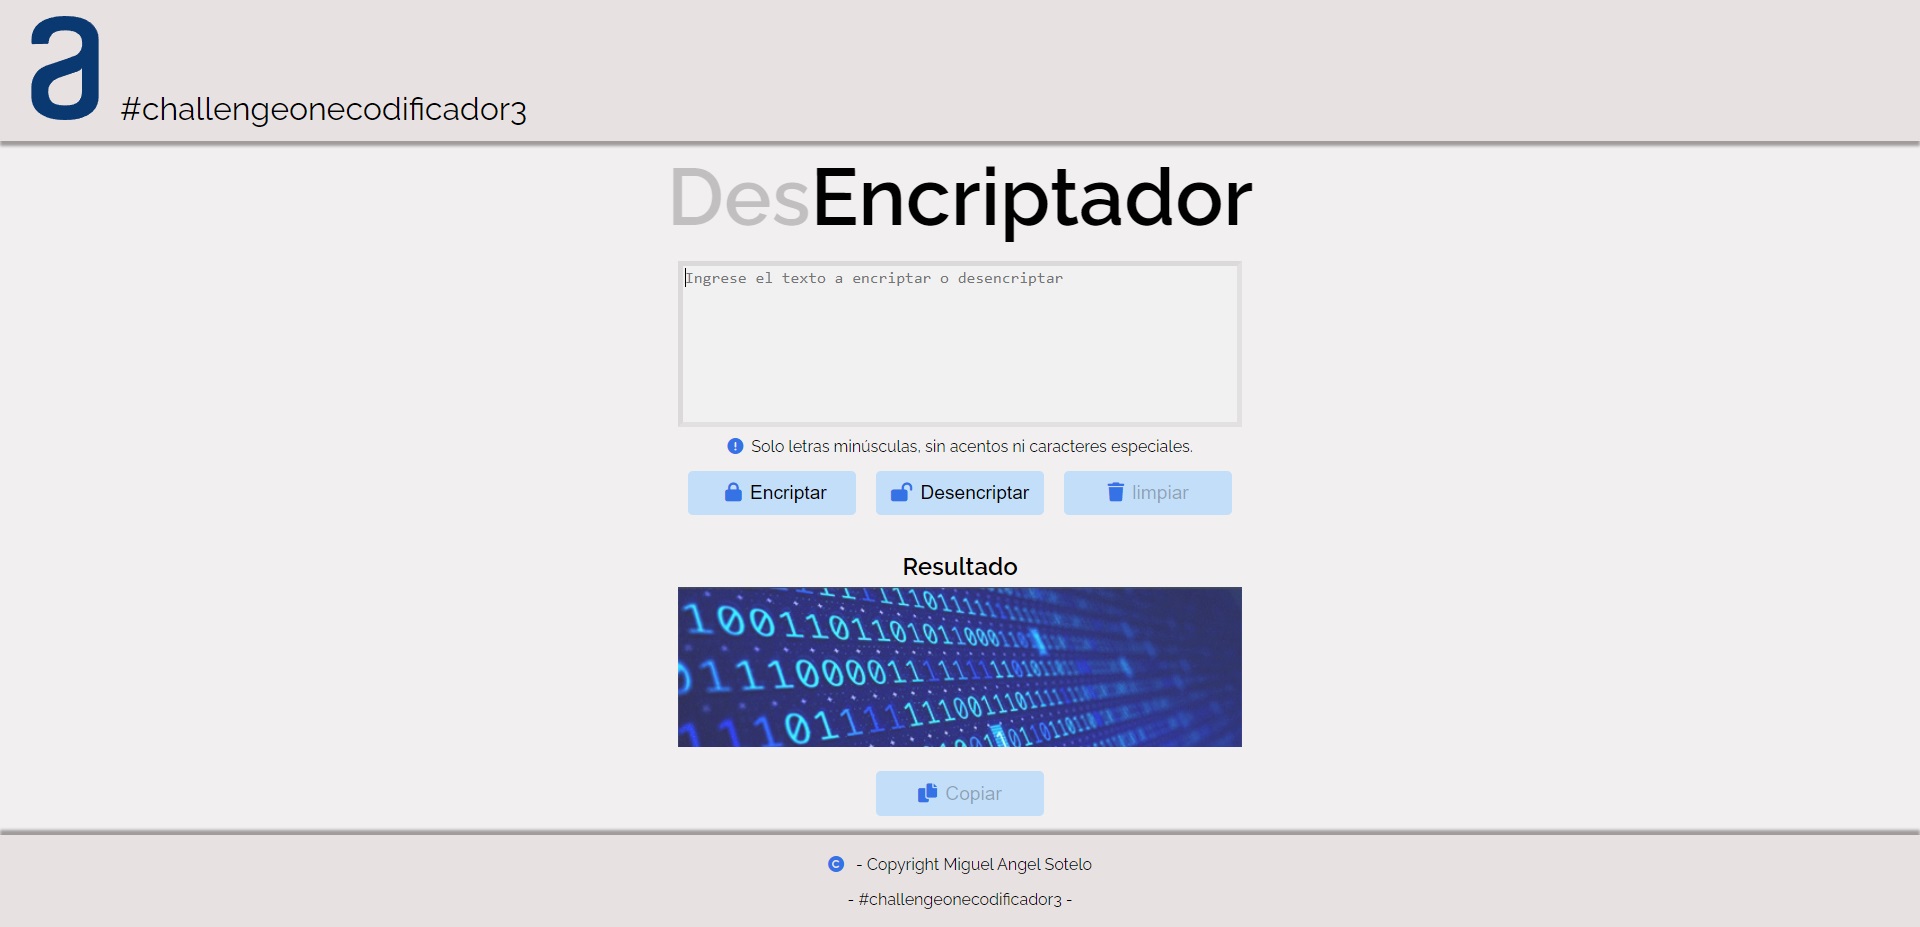 a
#challengeonecodificador3
DesEncriptador
Ingrese el texto a encriptar o desencriptar
Solo letras minúsculas, sin acentos ni caracteres especiales.
Encriptar
Desencriptar
limpiar
Resultado
Copiar
- Copyright Miguel Angel Sotelo
- #challengeonecodificador3 -